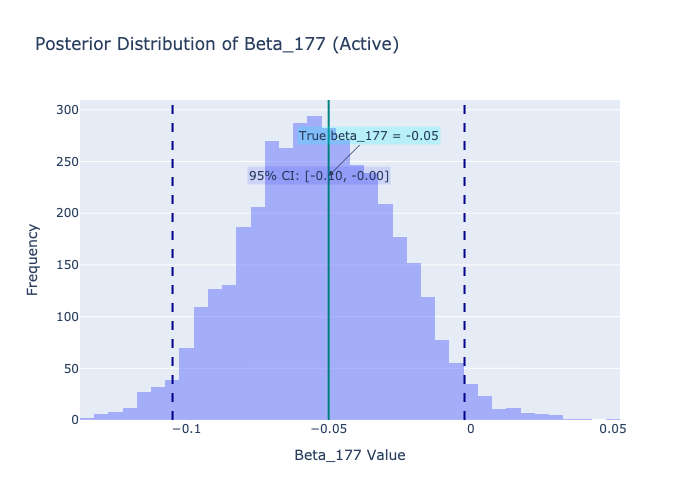 Posterior Distribution of Beta_177 (Active)
300
True beta_177 = -0.05
250
95% CI: [-0.10, -0.00]
200
Frequency
150
100
50
0
−0.1
−0.05
0
0.05
Beta_177 Value